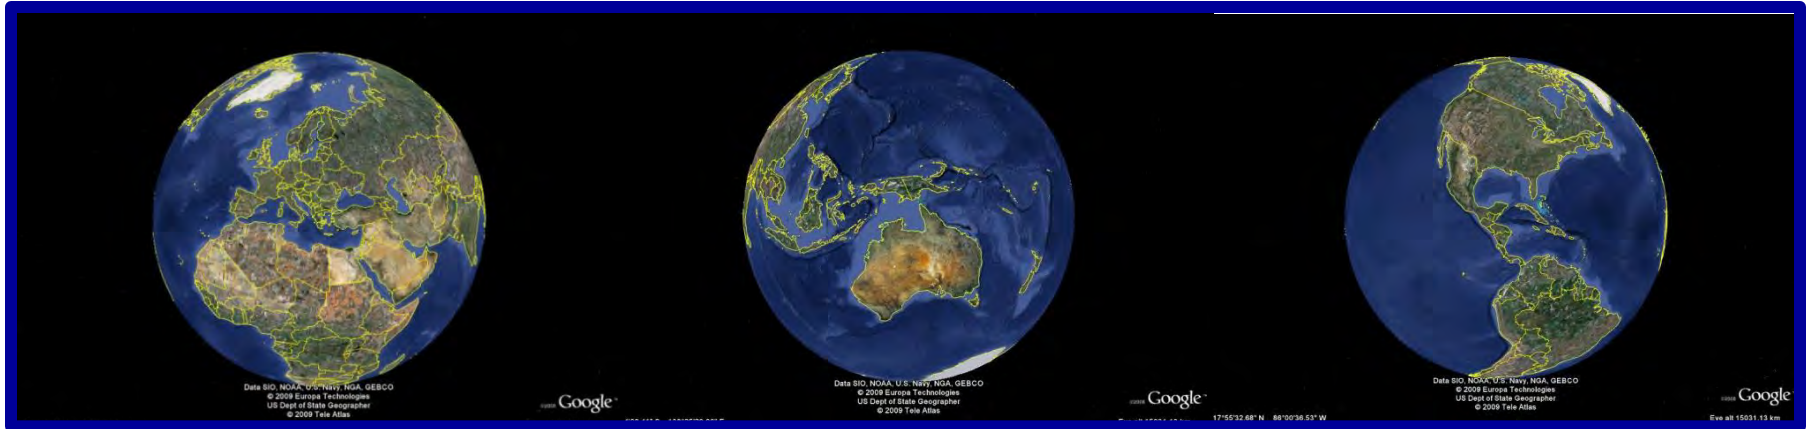 Data SIO, NOAA, U.S. Navy, NGA, GEBCO
© 2009 Europa Technologies
US Dept of State Geographer
© 2009 Tele Atlas
Google
Data SIO, NOAA, U.S. Navy, NGA, GEBCO
© 2009 Europa Technologies
US Dept of State Geographer
© 2009 Tele Atlas
Google
17°55'32.68" N 86°00'36.53" W
Data SIO, NOAA, U.S. Navy, NGA, GEBCO
© 2009 Europa Technologies
US Dept of State Geographer
© 2009 Tele Atlas
Google
Eye alt 15031.13 km